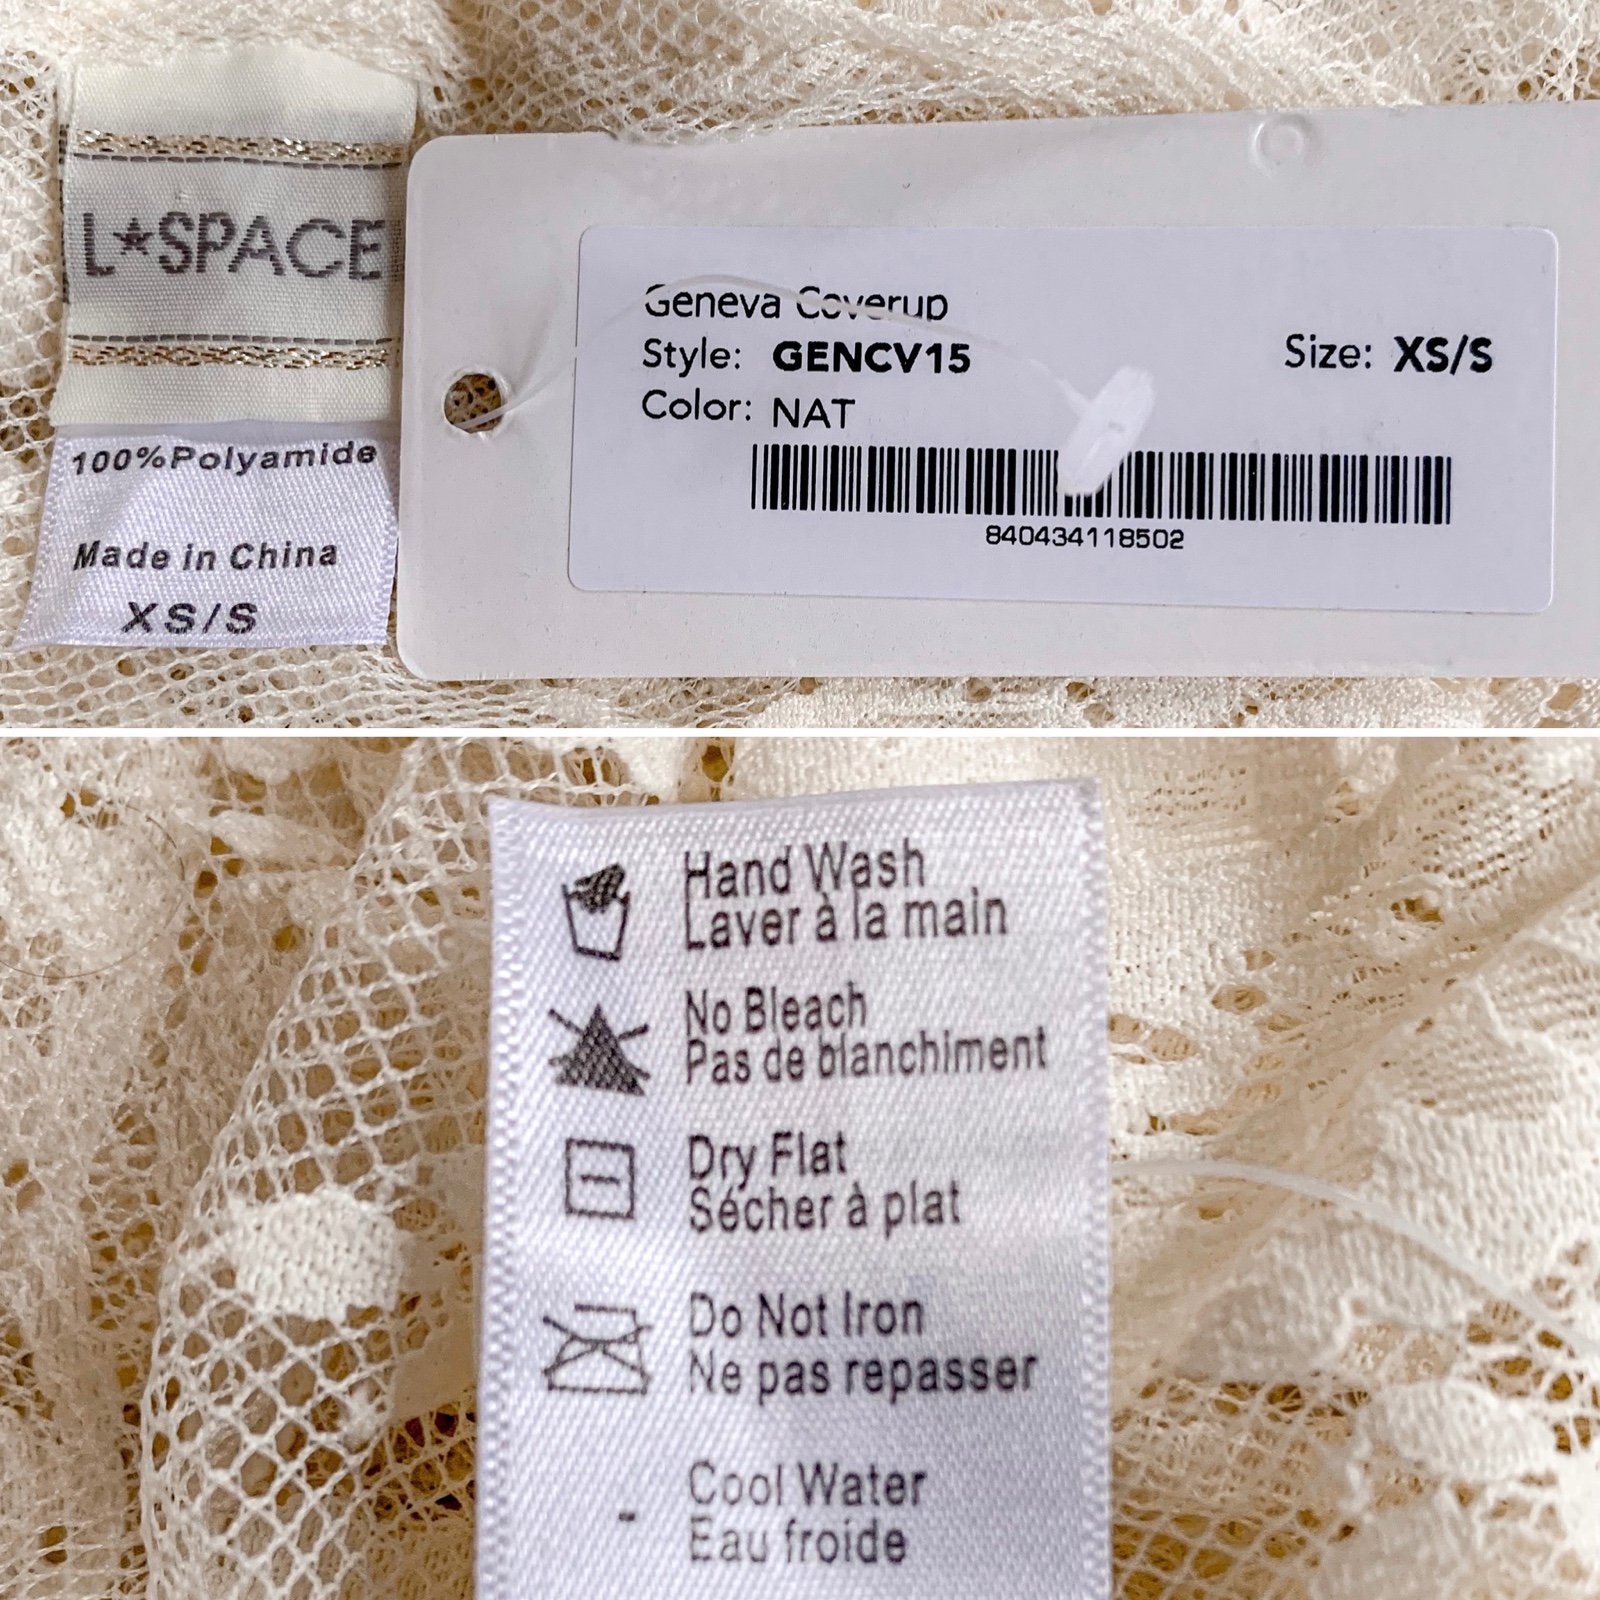 L★SPACE
100%Polyamide
Made in China
XS/S
Geneva Coverup
Style: GENCV15
Size: XS/S
Color: NAT
840434118502
Hand Wash
Laver à la main
No Bleach
Pas de blanchiment
Dry Flat
Sécher à plat
Do Not Iron
Ne pas repasser
- Cool Water
Eau froide